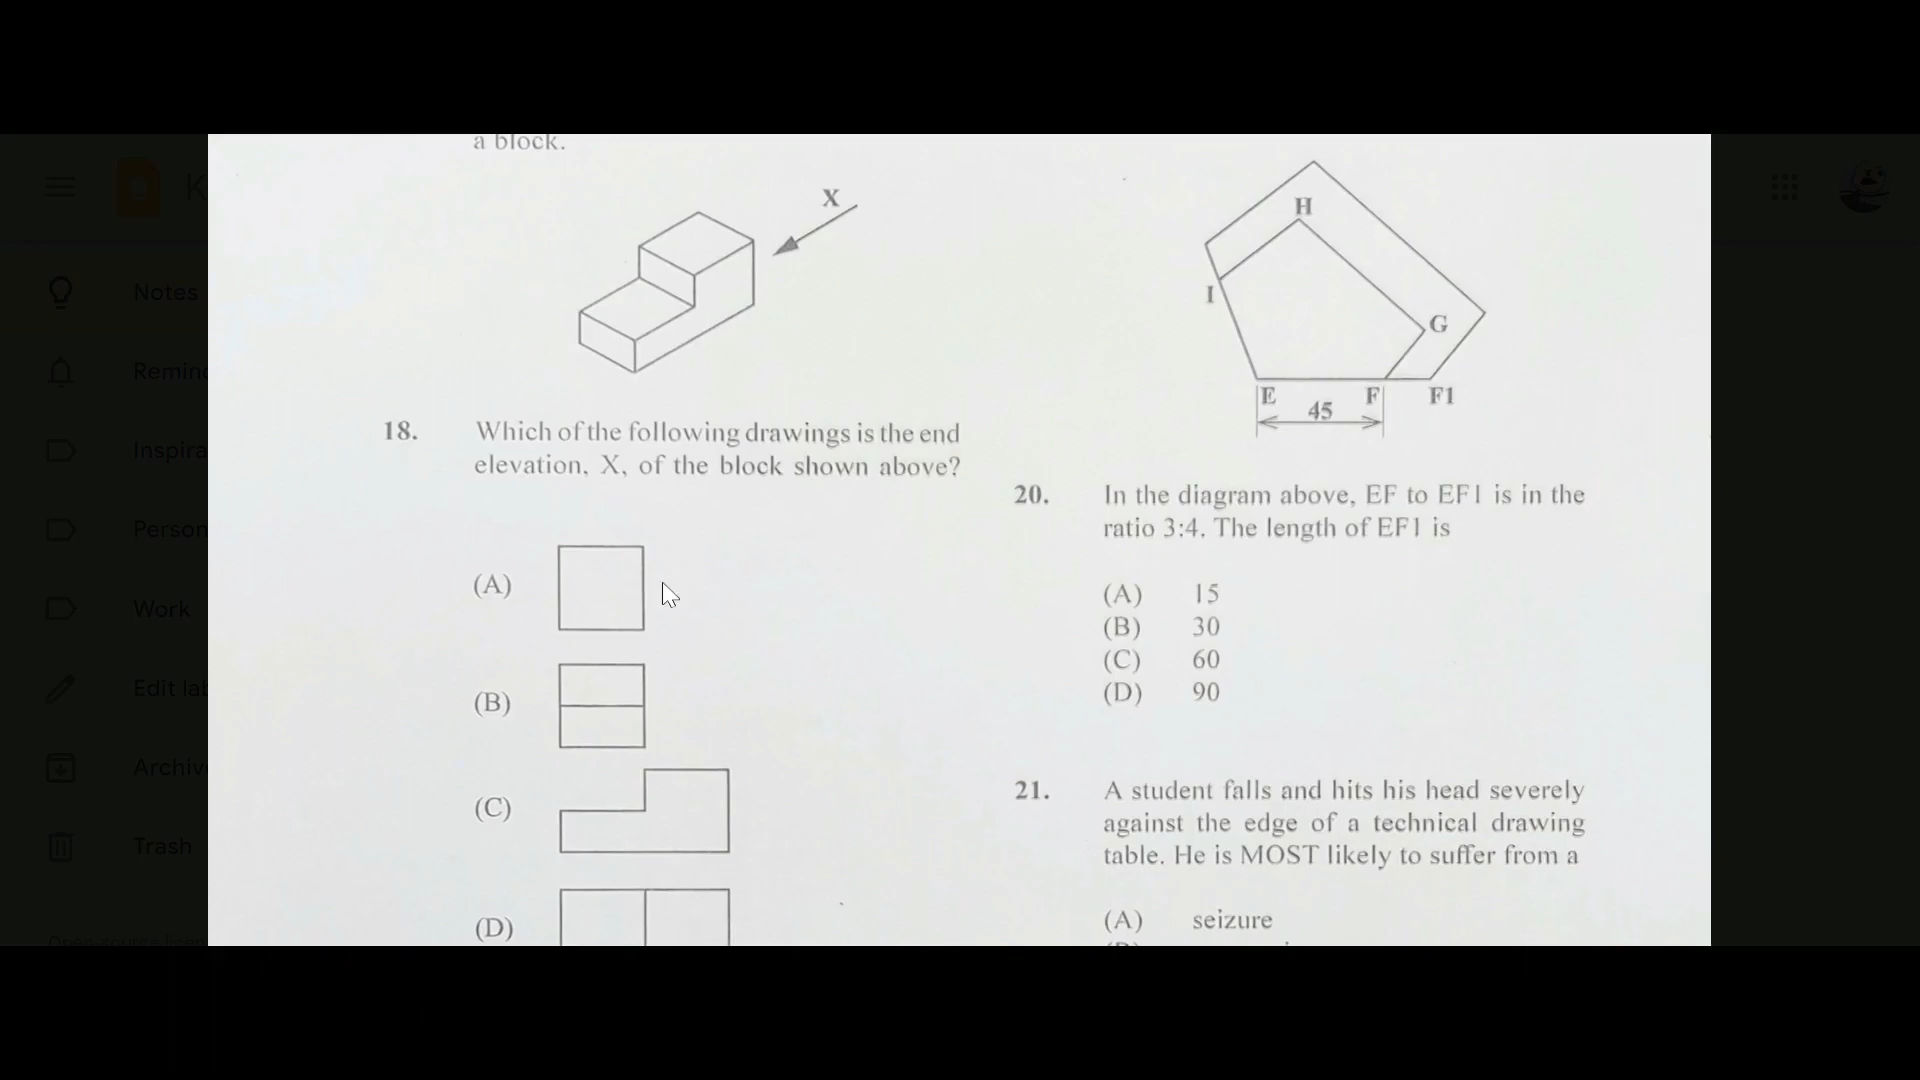 a block.
X
18. Which of the following drawings is the end
elevation, X, of the block shown above?
(A)
(B)
(C)
(D)
H
I
G
E F F1
45
20. In the diagram above, EF to EF1 is in the
ratio 3:4. The length of EF1 is
(A) 15
(B) 30
(C) 60
(D) 90
21. A student falls and hits his head severely
against the edge of a technical drawing
table. He is MOST likely to suffer from a
(A) seizure
K
Notes
Remin
Inspira
Person
Work
Edit la
Archiv
Trash